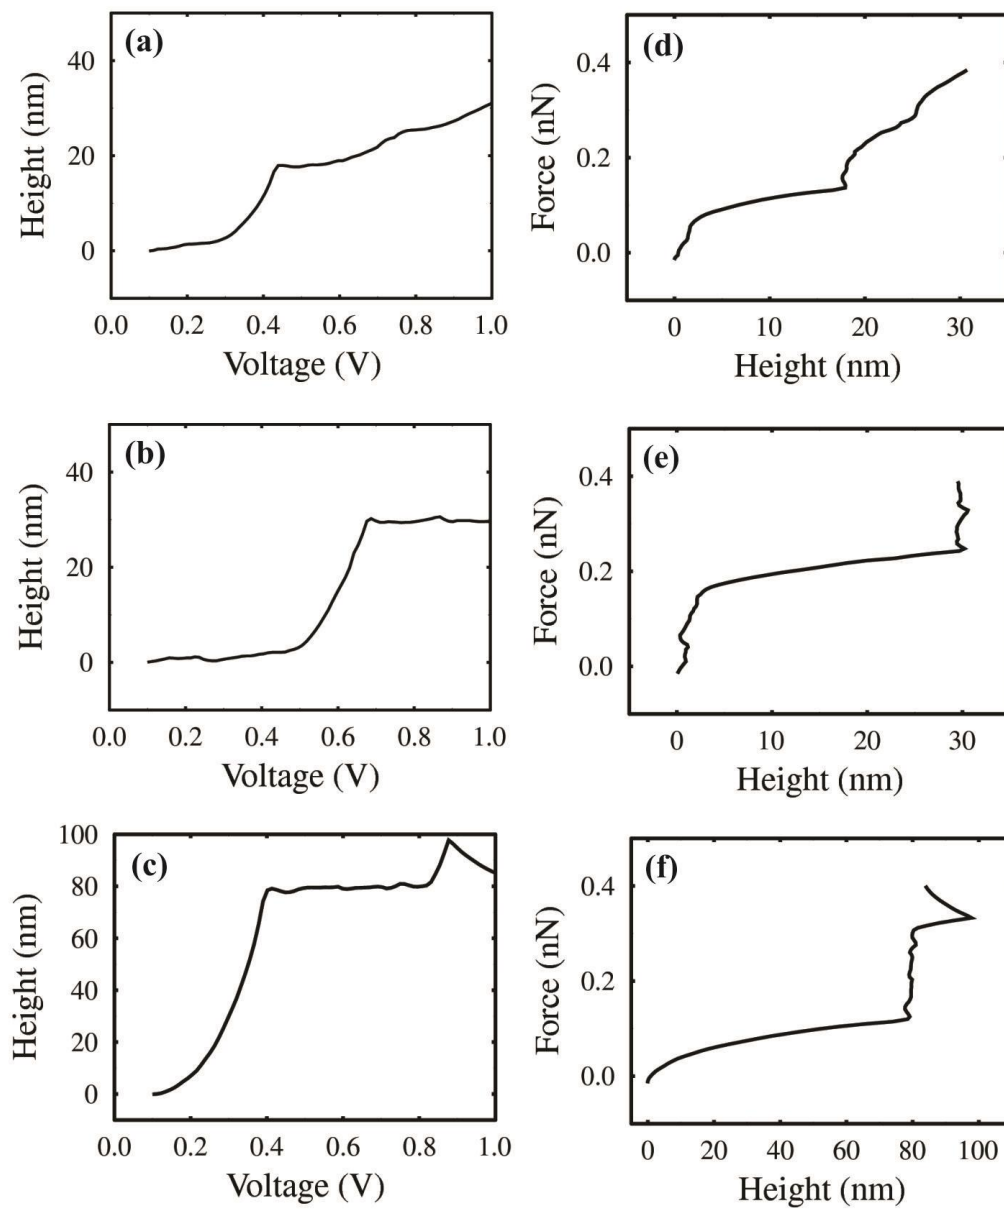 (a)
Height (nm)
40
20
0
0.0 0.2 0.4 0.6 0.8 1.0
Voltage (V)
(d)
Force (nN)
0.4
0.2
0.0
0 10 20 30
Height (nm)
(b)
Height (nm)
40
20
0
0.0 0.2 0.4 0.6 0.8 1.0
Voltage (V)
(e)
Force (nN)
0.4
0.2
0.0
0 10 20 30
Height (nm)
(c)
Height (nm)
100
80
60
40
20
0
0.0 0.2 0.4 0.6 0.8 1.0
Voltage (V)
(f)
Force (nN)
0.4
0.2
0.0
0 20 40 60 80 100
Height (nm)